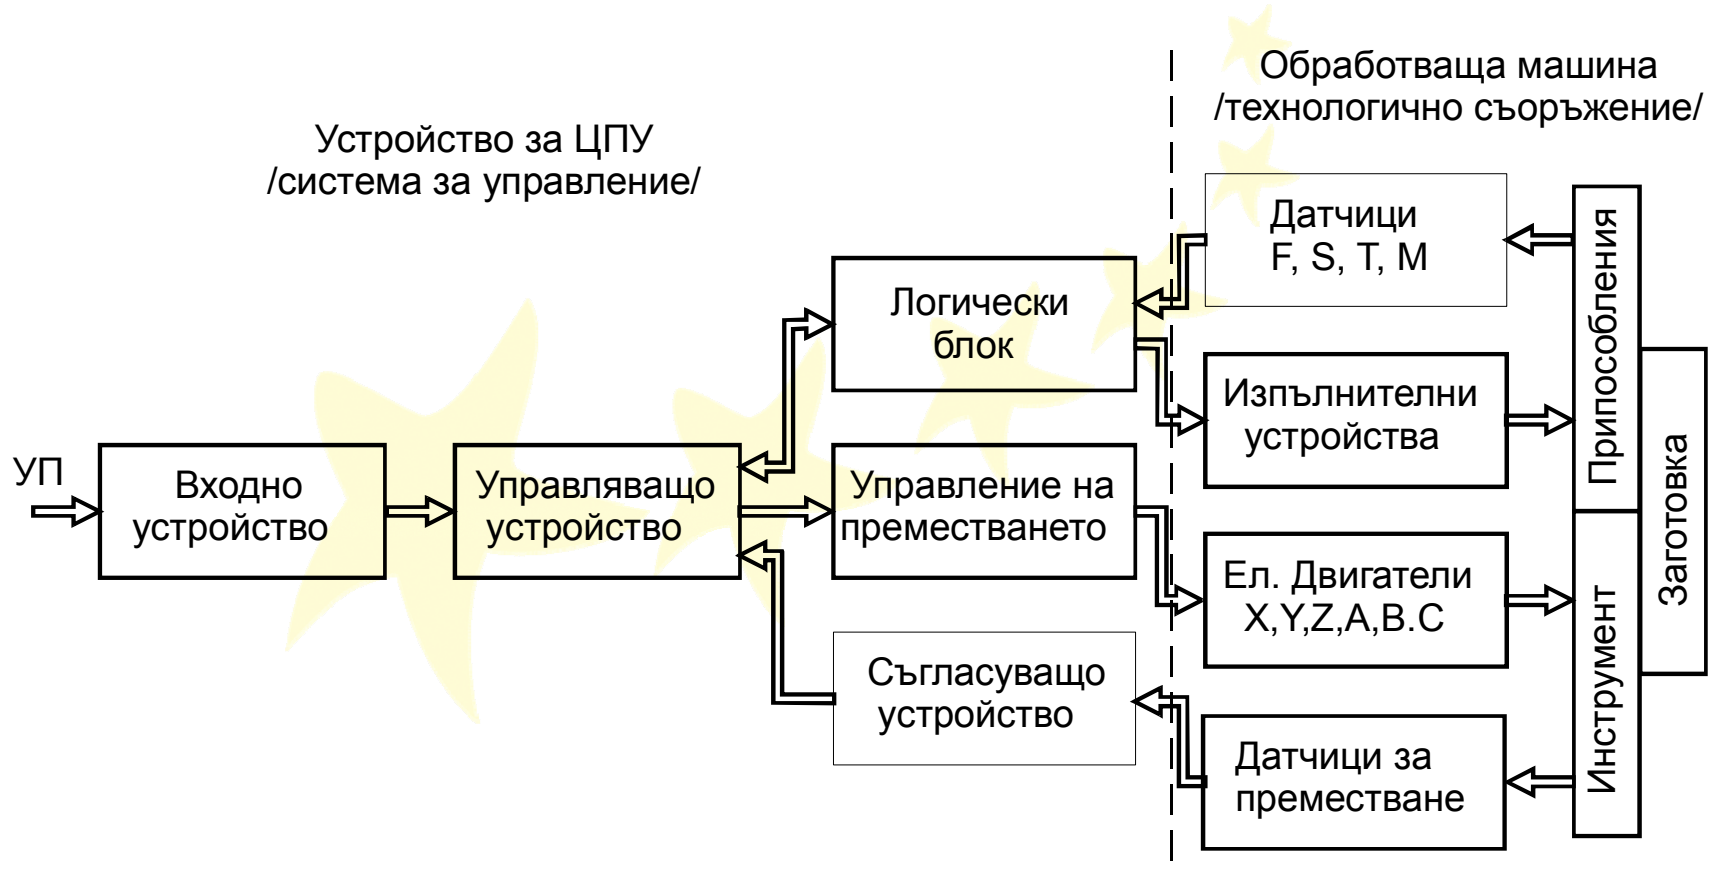 Обработваща машина
/технологично съоръжение/
Устройство за ЦПУ
/система за управление/
Датчици
F, S, T, M
Логически
блок
Изпълнителни
устройства
Приспособления
УП
Входно
устройство
Управляващо
устройство
Управление на
преместването
Ел. Двигатели
X,Y,Z,A,B.C
Заготовка
Инструмент
Съгласуващо
устройство
Датчици за
преместване